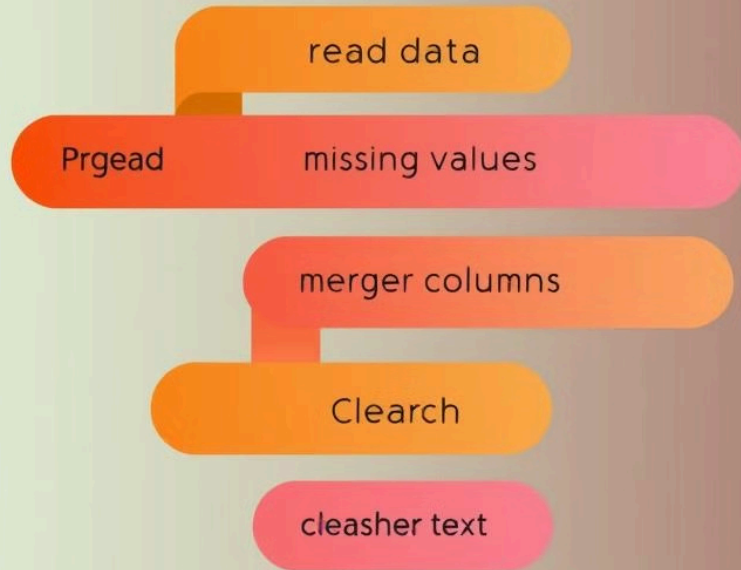 read data
Prgead missing values
merger columns
Clearch
cleasher text